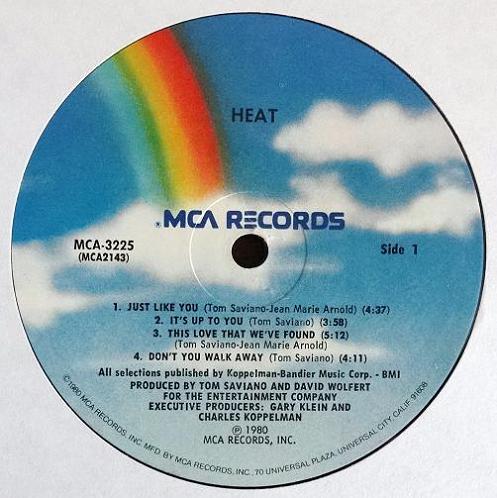 HEAT
MCA RECORDS
MCA-3225
(MCA2143)
Side 1
1. JUST LIKE YOU (Tom Saviano-Jean Marie Arnold) (4:37)
2. IT'S UP TO YOU (Tom Saviano) (3:58)
3. THIS LOVE THAT WE'VE FOUND (5:12)
(Tom Saviano-Jean Marie Arnold)
4. DON'T YOU WALK AWAY (Tom Saviano) (4:11)
All selections published by Koppelman-Bandier Music Corp. - BMI
PRODUCED BY TOM SAVIANO AND DAVID WOLFERT
FOR THE ENTERTAINMENT COMPANY
EXECUTIVE PRODUCERS: GARY KLEIN AND
CHARLES KOPPELMAN
℗ 1980
MCA RECORDS, INC.
©1980 MCA RECORDS, INC. MFD. BY MCA RECORDS, INC., 70 UNIVERSAL PLAZA, UNIVERSAL CITY, CALIF. 91608